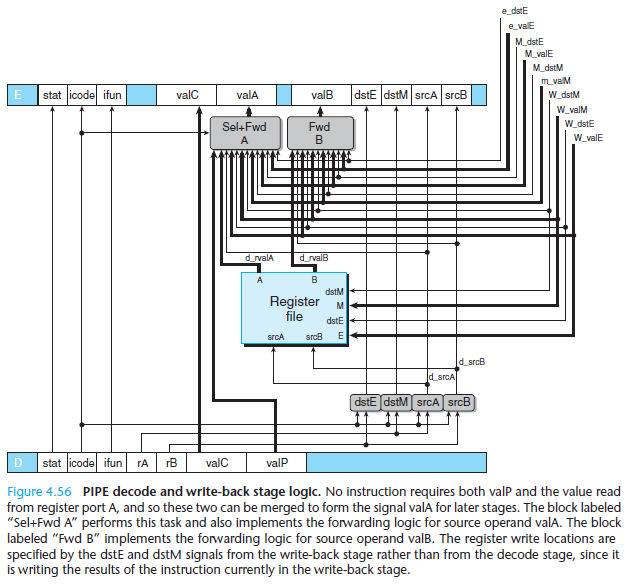 e_dstE
e_valE
M_dstE
M_valE
M_dstM
m_valM
W_dstM
W_valM
W_dstE
W_valE
E stat icode ifun valC valA valB dstE dstM srcA srcB
Sel+Fwd
A
Fwd
B
d_rvalA d_rvalB
A B
dstM
Register M
file dstE
srcA srcB E
d_srcB
d_srcA
dstE dstM srcA srcB
D stat icode ifun rA rB valC valP
Figure 4.56 PIPE decode and write-back stage logic. No instruction requires both valP and the value read
from register port A, and so these two can be merged to form the signal valA for later stages. The block labeled
“Sel+Fwd A” performs this task and also implements the forwarding logic for source operand valA. The block
labeled “Fwd B” implements the forwarding logic for source operand valB. The register write locations are
specified by the dstE and dstM signals from the write-back stage rather than from the decode stage, since it
is writing the results of the instruction currently in the write-back stage.